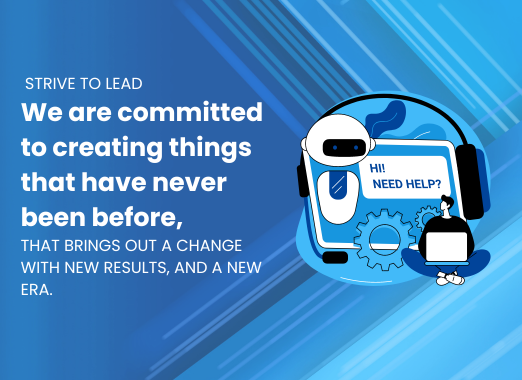 STRIVE TO LEAD
We are committed
to creating things
that have never
been before,
THAT BRINGS OUT A CHANGE
WITH NEW RESULTS, AND A NEW
ERA.
HI!
NEED HELP?